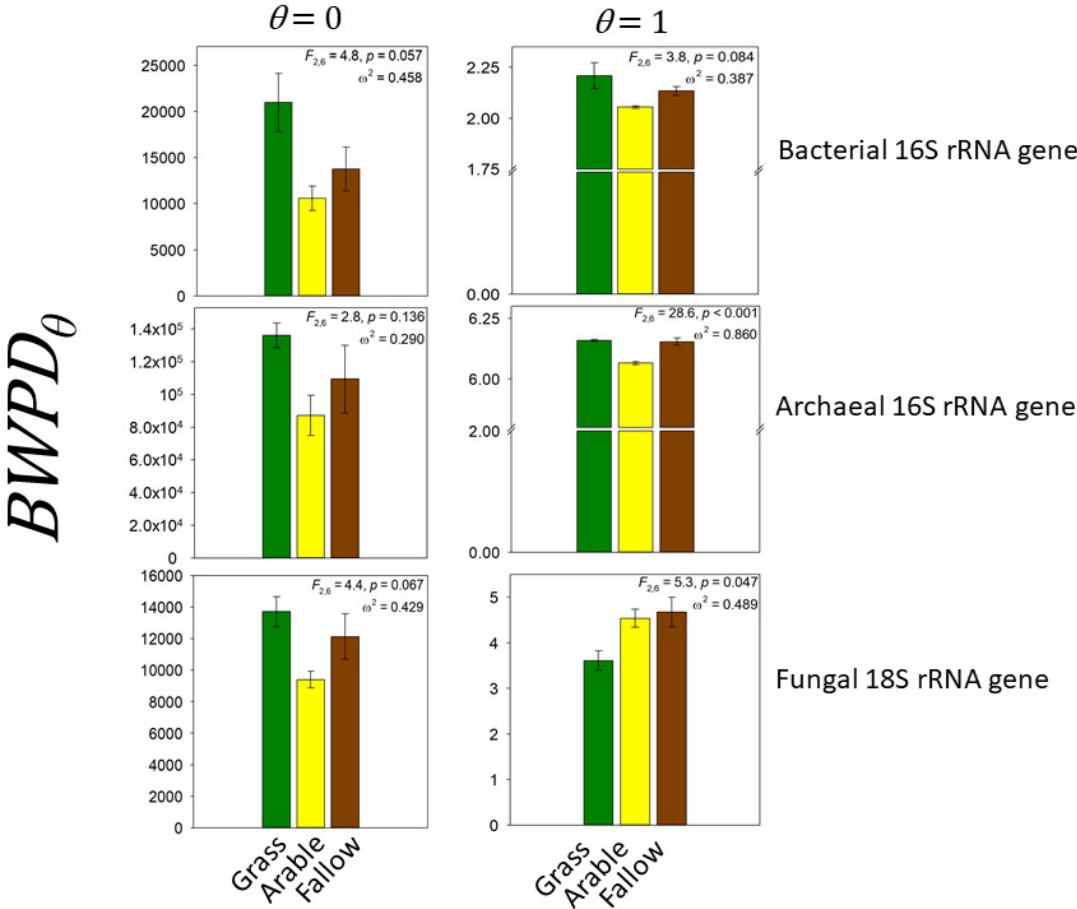 θ = 0
θ = 1
BWPD_θ
F2,6 = 4.8, p = 0.057
ω² = 0.458
25000
20000
15000
10000
5000
0
F2,6 = 3.8, p = 0.084
ω² = 0.387
2.25
2.00
1.75
0.00
Bacterial 16S rRNA gene
F2,6 = 2.8, p = 0.136
ω² = 0.290
1.4x10⁵
1.2x10⁵
10⁵
8.0x10⁴
6.0x10⁴
4.0x10⁴
2.0x10⁴
0
F2,6 = 28.6, p < 0.001
ω² = 0.860
6.25
6.00
2.00
0.00
Archaeal 16S rRNA gene
F2,6 = 4.4, p = 0.067
ω² = 0.429
16000
14000
12000
10000
8000
6000
4000
2000
0
F2,6 = 5.3, p = 0.047
ω² = 0.489
5
4
3
2
1
0
Fungal 18S rRNA gene
Grass
Arable
Fallow
Grass
Arable
Fallow